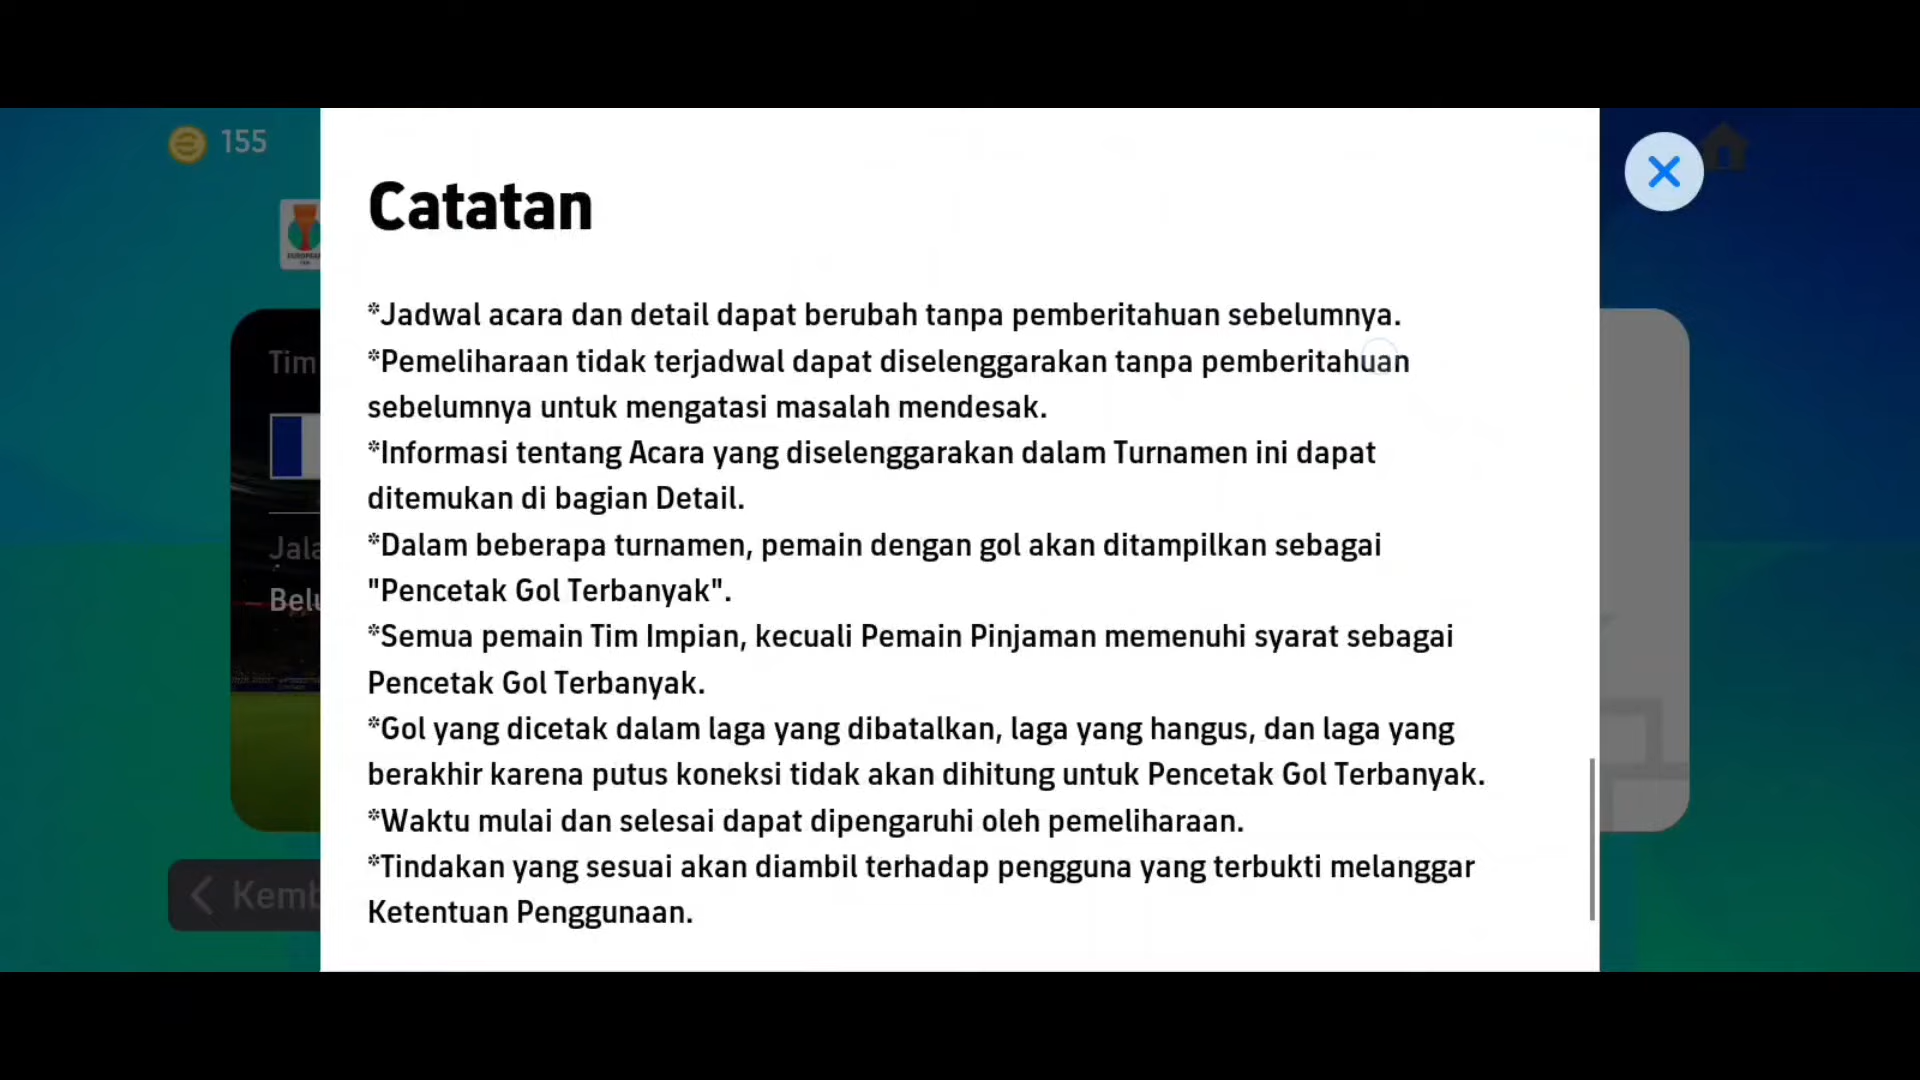 155
Catatan
*Jadwal acara dan detail dapat berubah tanpa pemberitahuan sebelumnya.
*Pemeliharaan tidak terjadwal dapat diselenggarakan tanpa pemberitahuan
sebelumnya untuk mengatasi masalah mendesak.
*Informasi tentang Acara yang diselenggarakan dalam Turnamen ini dapat
ditemukan di bagian Detail.
*Dalam beberapa turnamen, pemain dengan gol akan ditampilkan sebagai
"Pencetak Gol Terbanyak".
*Semua pemain Tim Impian, kecuali Pemain Pinjaman memenuhi syarat sebagai
Pencetak Gol Terbanyak.
*Gol yang dicetak dalam laga yang dibatalkan, laga yang hangus, dan laga yang
berakhir karena putus koneksi tidak akan dihitung untuk Pencetak Gol Terbanyak.
*Waktu mulai dan selesai dapat dipengaruhi oleh pemeliharaan.
*Tindakan yang sesuai akan diambil terhadap pengguna yang terbukti melanggar
Ketentuan Penggunaan.
Tim
Jala
Belu
Kemb